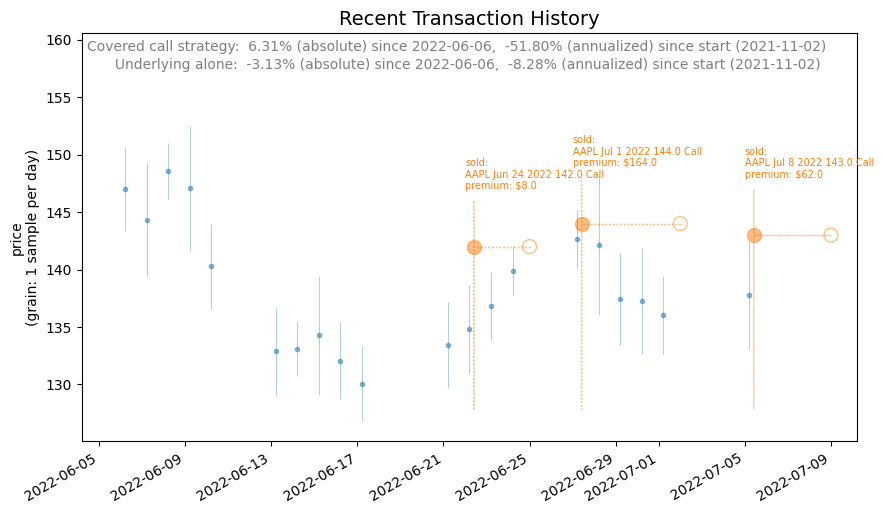 Recent Transaction History
Covered call strategy:  6.31% (absolute) since 2022-06-06,  -51.80% (annualized) since start (2021-11-02)
Underlying alone:  -3.13% (absolute) since 2022-06-06,  -8.28% (annualized) since start (2021-11-02)
160
155
150
145
140
135
130
price
(grain: 1 sample per day)
sold:
AAPL Jun 24 2022 142.0 Call
premium: $8.0
sold:
AAPL Jul 1 2022 144.0 Call
premium: $164.0
sold:
AAPL Jul 8 2022 143.0 Call
premium: $62.0
2022-06-05
2022-06-09
2022-06-13
2022-06-17
2022-06-21
2022-06-25
2022-06-29
2022-07-01
2022-07-05
2022-07-09